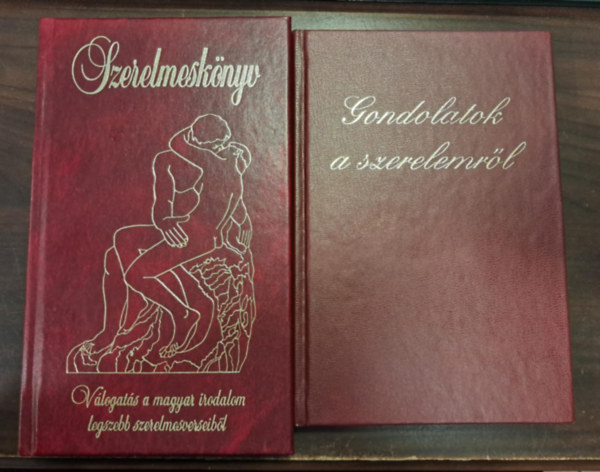 Szerelmeskönyv
Válogatás a magyar irodalom
legszebb szerelmesverseiből
Gondolatok
a szerelemről